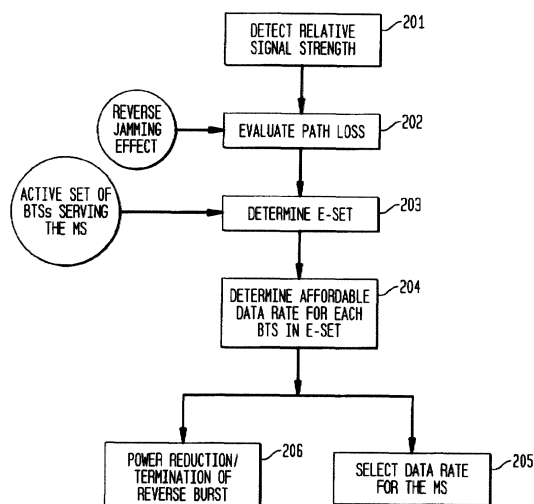 DETECT RELATIVE
SIGNAL STRENGTH
201
REVERSE
JAMMING
EFFECT
EVALUATE PATH LOSS
202
ACTIVE SET OF
BTSs SERVING
THE MS
DETERMINE E-SET
203
DETERMINE AFFORDABLE
DATA RATE FOR EACH
BTS IN E-SET
204
POWER REDUCTION/
TERMINATION OF
REVERSE BURST
206
SELECT DATA RATE
FOR THE MS
205